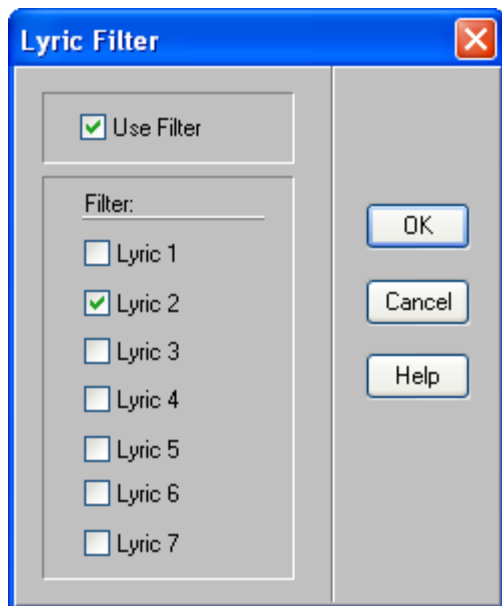 Lyric Filter
Use Filter
Filter:
Lyric 1
Lyric 2
Lyric 3
Lyric 4
Lyric 5
Lyric 6
Lyric 7
OK
Cancel
Help